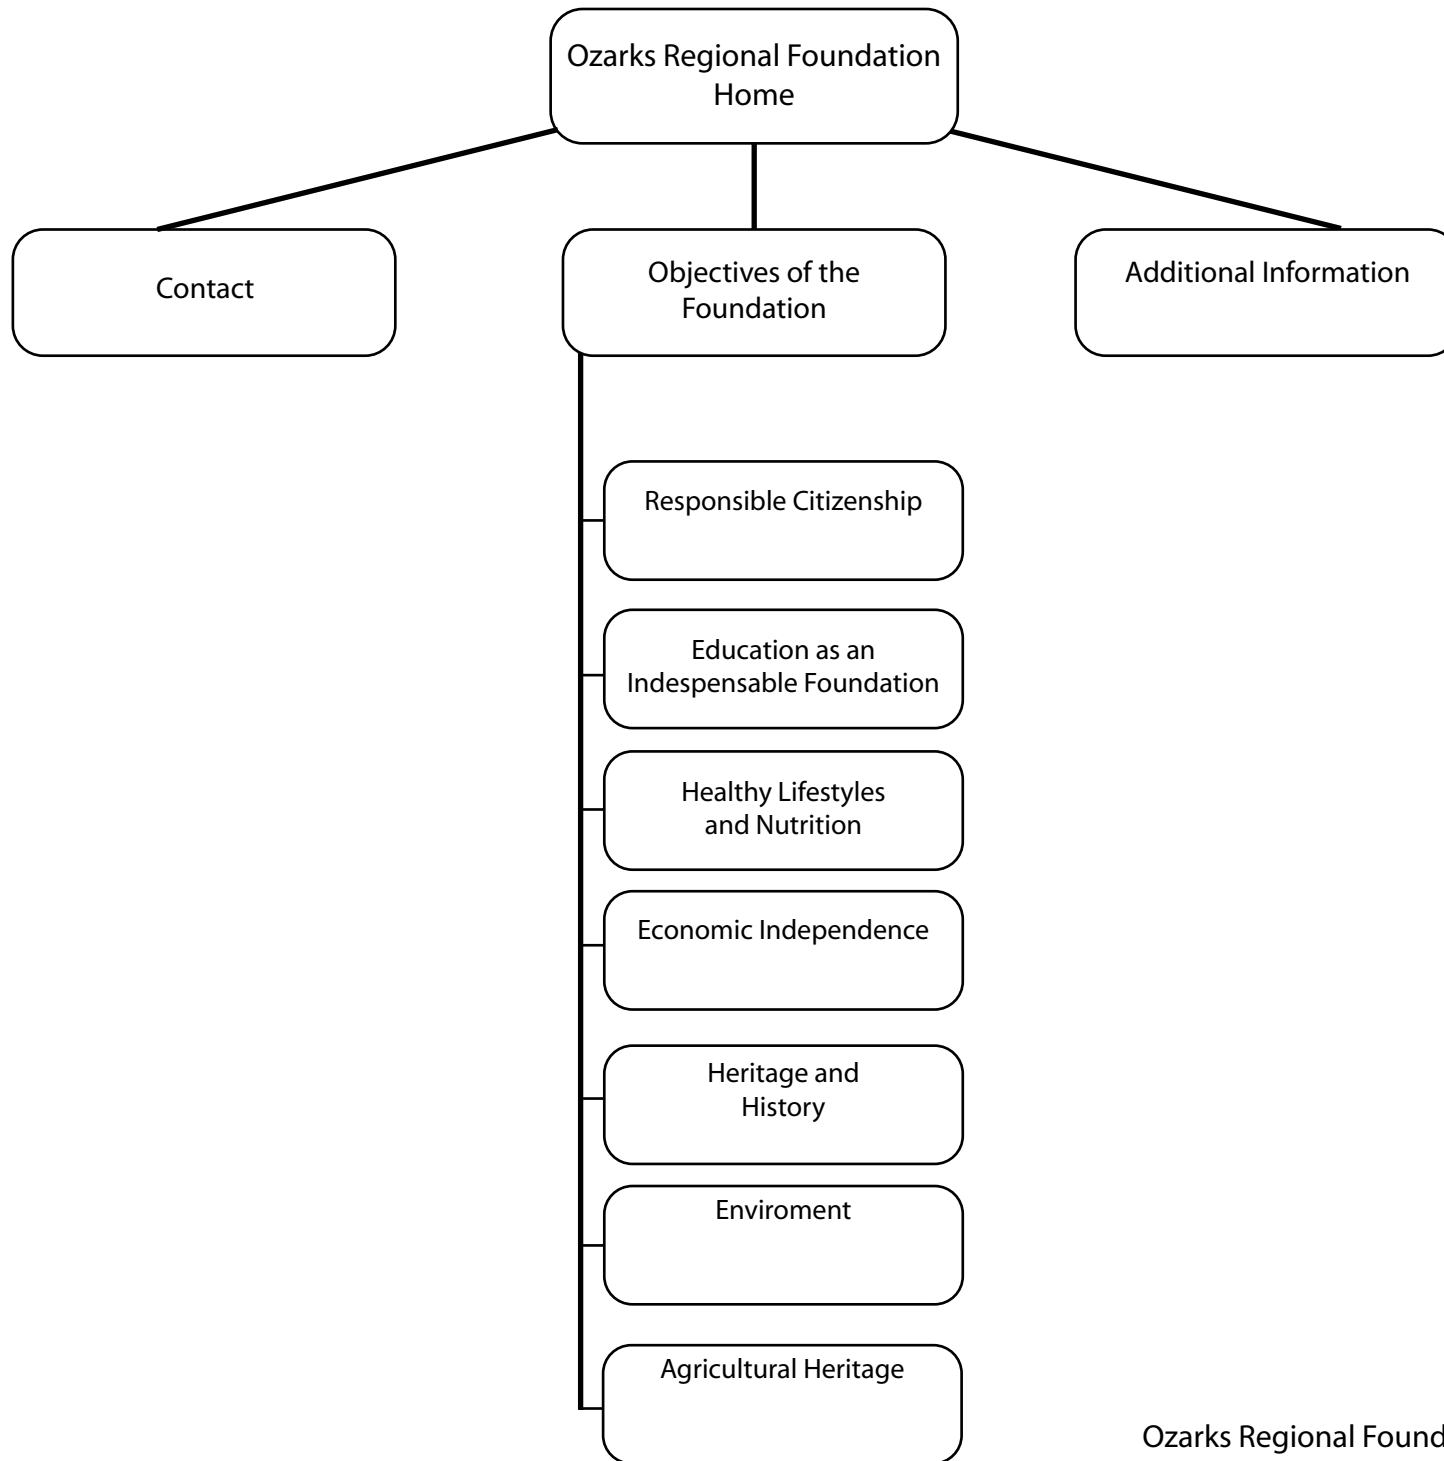 Ozarks Regional Foundation
Home
Contact
Objectives of the
Foundation
Additional Information
Responsible Citizenship
Education as an
Indespensable Foundation
Healthy Lifestyles
and Nutrition
Economic Independence
Heritage and
History
Enviroment
Agricultural Heritage
Ozarks Regional Found